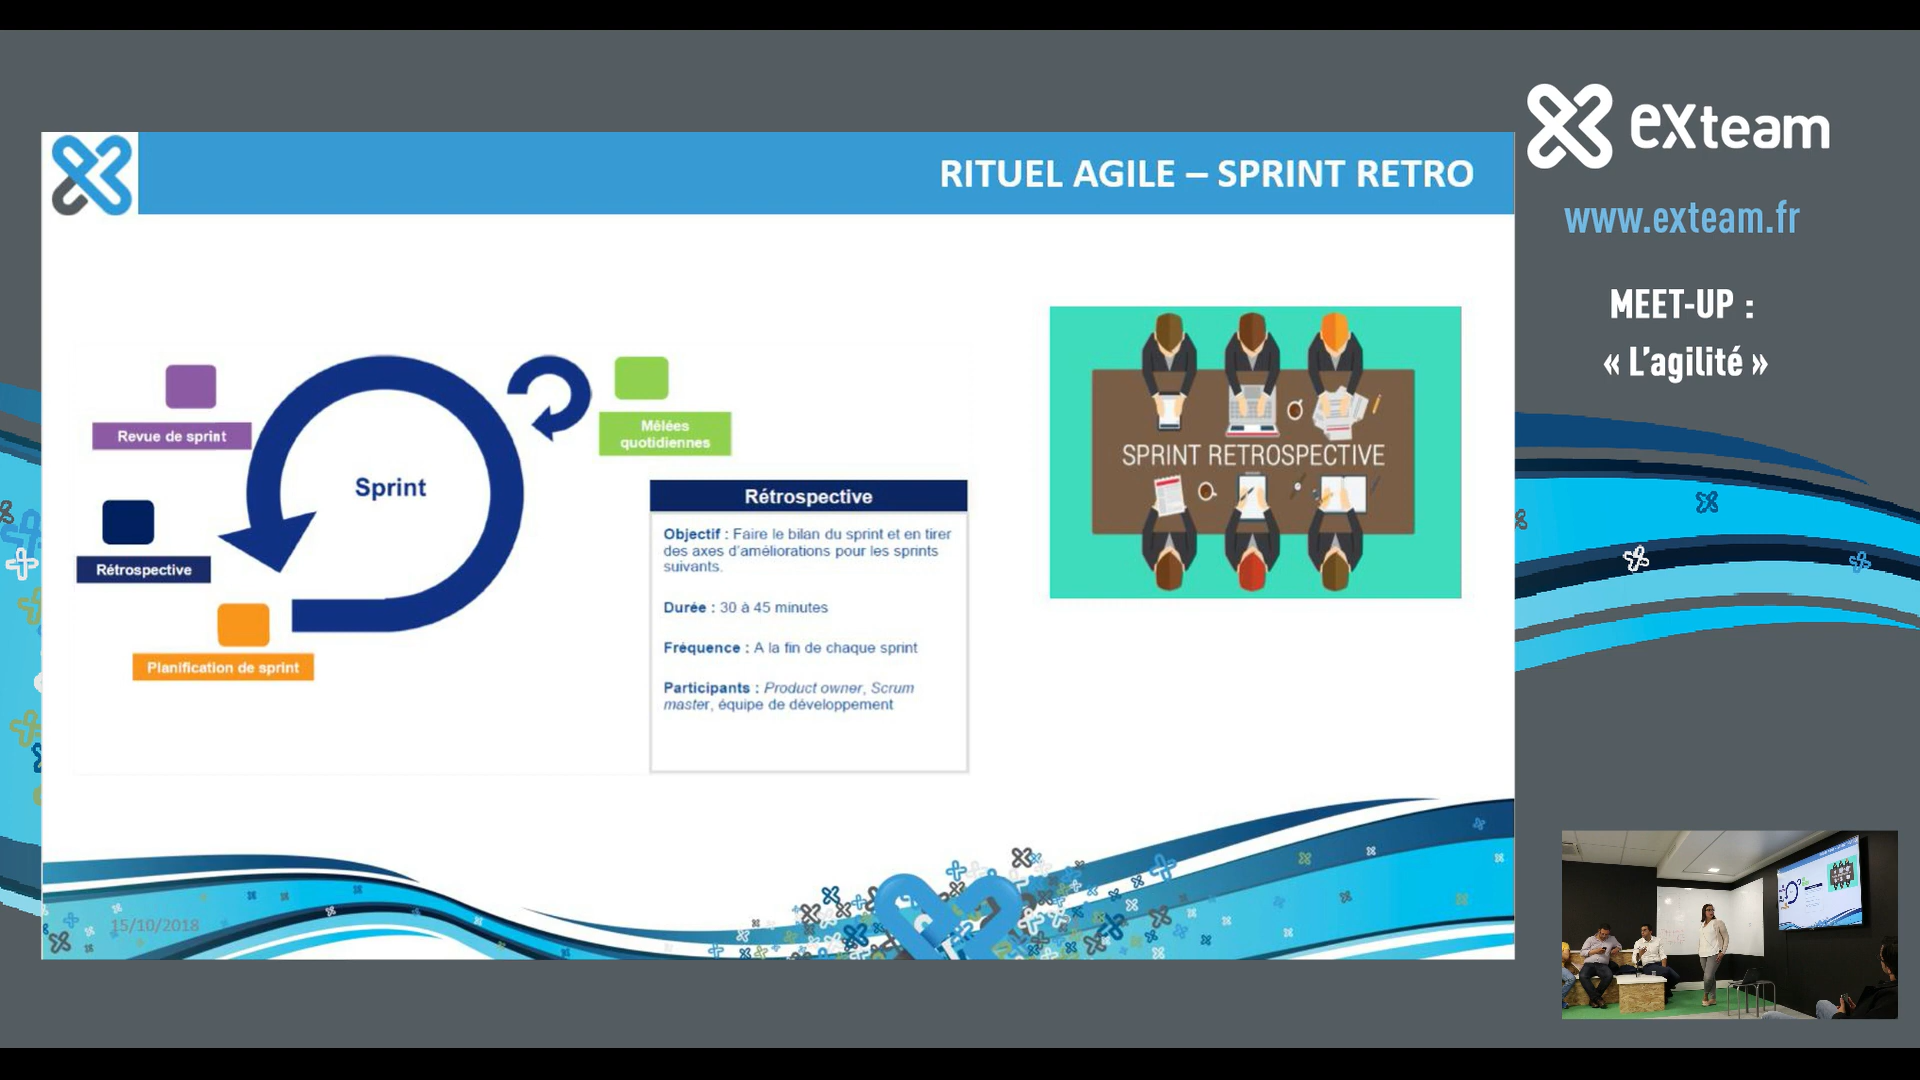 RITUEL AGILE – SPRINT RETRO
Revue de sprint
Sprint
Mêlées
quotidiennes
Rétrospective
Planification de sprint
Rétrospective
Objectif : Faire le bilan du sprint et en tirer
des axes d'améliorations pour les sprints
suivants.
Durée : 30 à 45 minutes
Fréquence : A la fin de chaque sprint
Participants : Product owner, Scrum
master, équipe de développement
SPRINT RETROSPECTIVE
15/10/2018
eXteam
www.exteam.fr
MEET-UP :
« L'agilité »